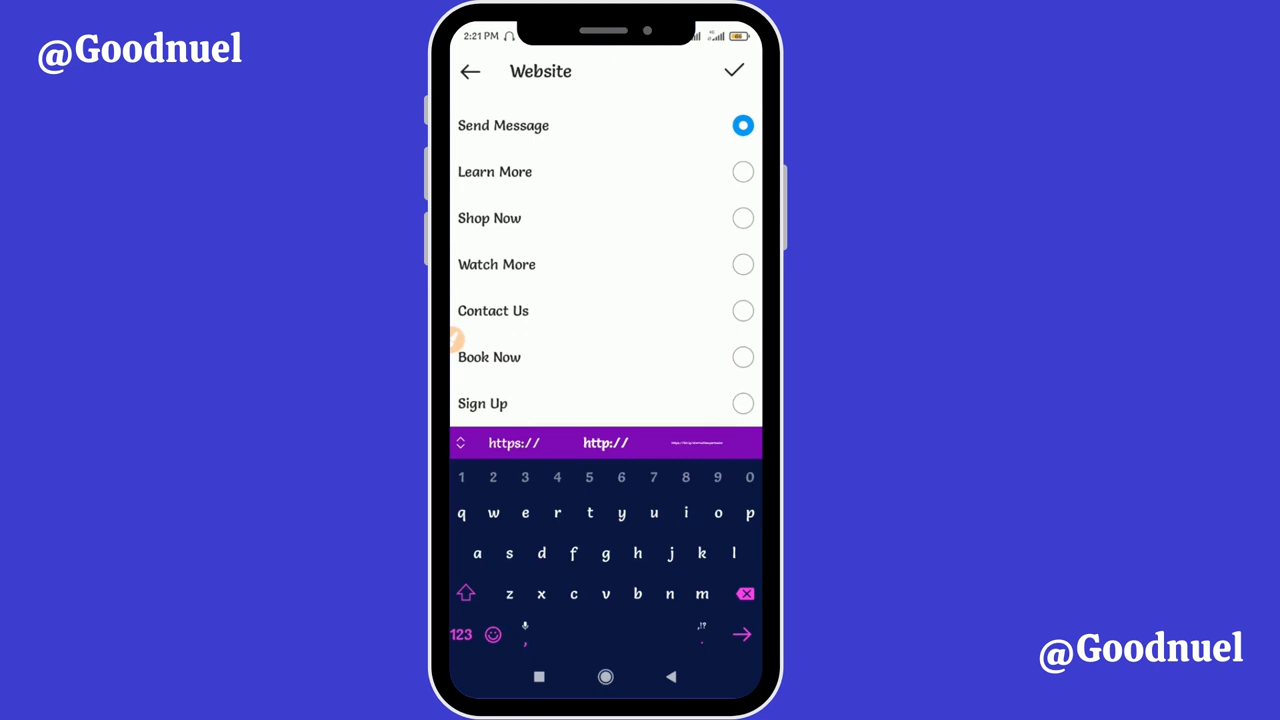 @Goodnuel
2:21 PM
Website
Send Message
Learn More
Shop Now
Watch More
Contact Us
Book Now
Sign Up
https:// http://
1 2 3 4 5 6 7 8 9 0
q w e r t y u i o p
a s d f g h j k l
z x c v b n m
123 , .
@Goodnuel